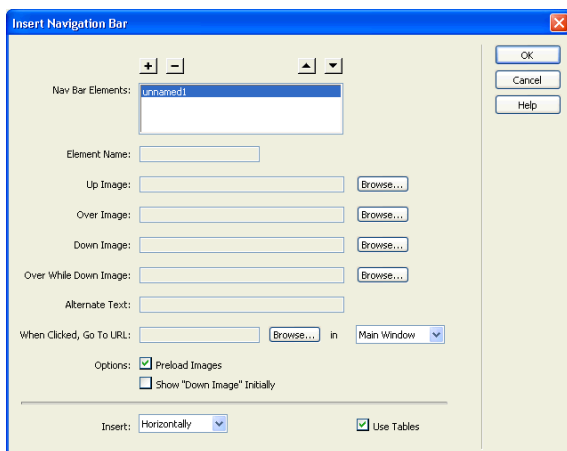 Insert Navigation Bar
OK
Cancel
Help
Nav Bar Elements:
unnamed1
Element Name:
Up Image:
Browse...
Over Image:
Browse...
Down Image:
Browse...
Over While Down Image:
Browse...
Alternate Text:
When Clicked, Go To URL:
Browse... in Main Window
Options:
Preload Images
Show "Down Image" Initially
Insert: Horizontally
Use Tables